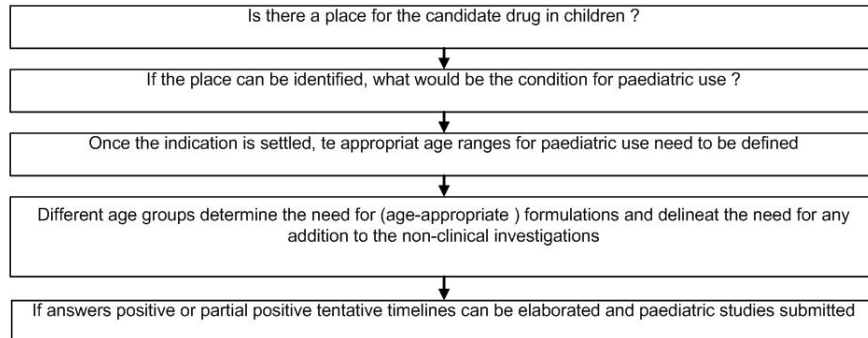 Is there a place for the candidate drug in children ?
If the place can be identified, what would be the condition for paediatric use ?
Once the indication is settled, te appropriat age ranges for paediatric use need to be defined
Different age groups determine the need for (age-appropriate ) formulations and delineat the need for any
addition to the non-clinical investigations
If answers positive or partial positive tentative timelines can be elaborated and paediatric studies submitted